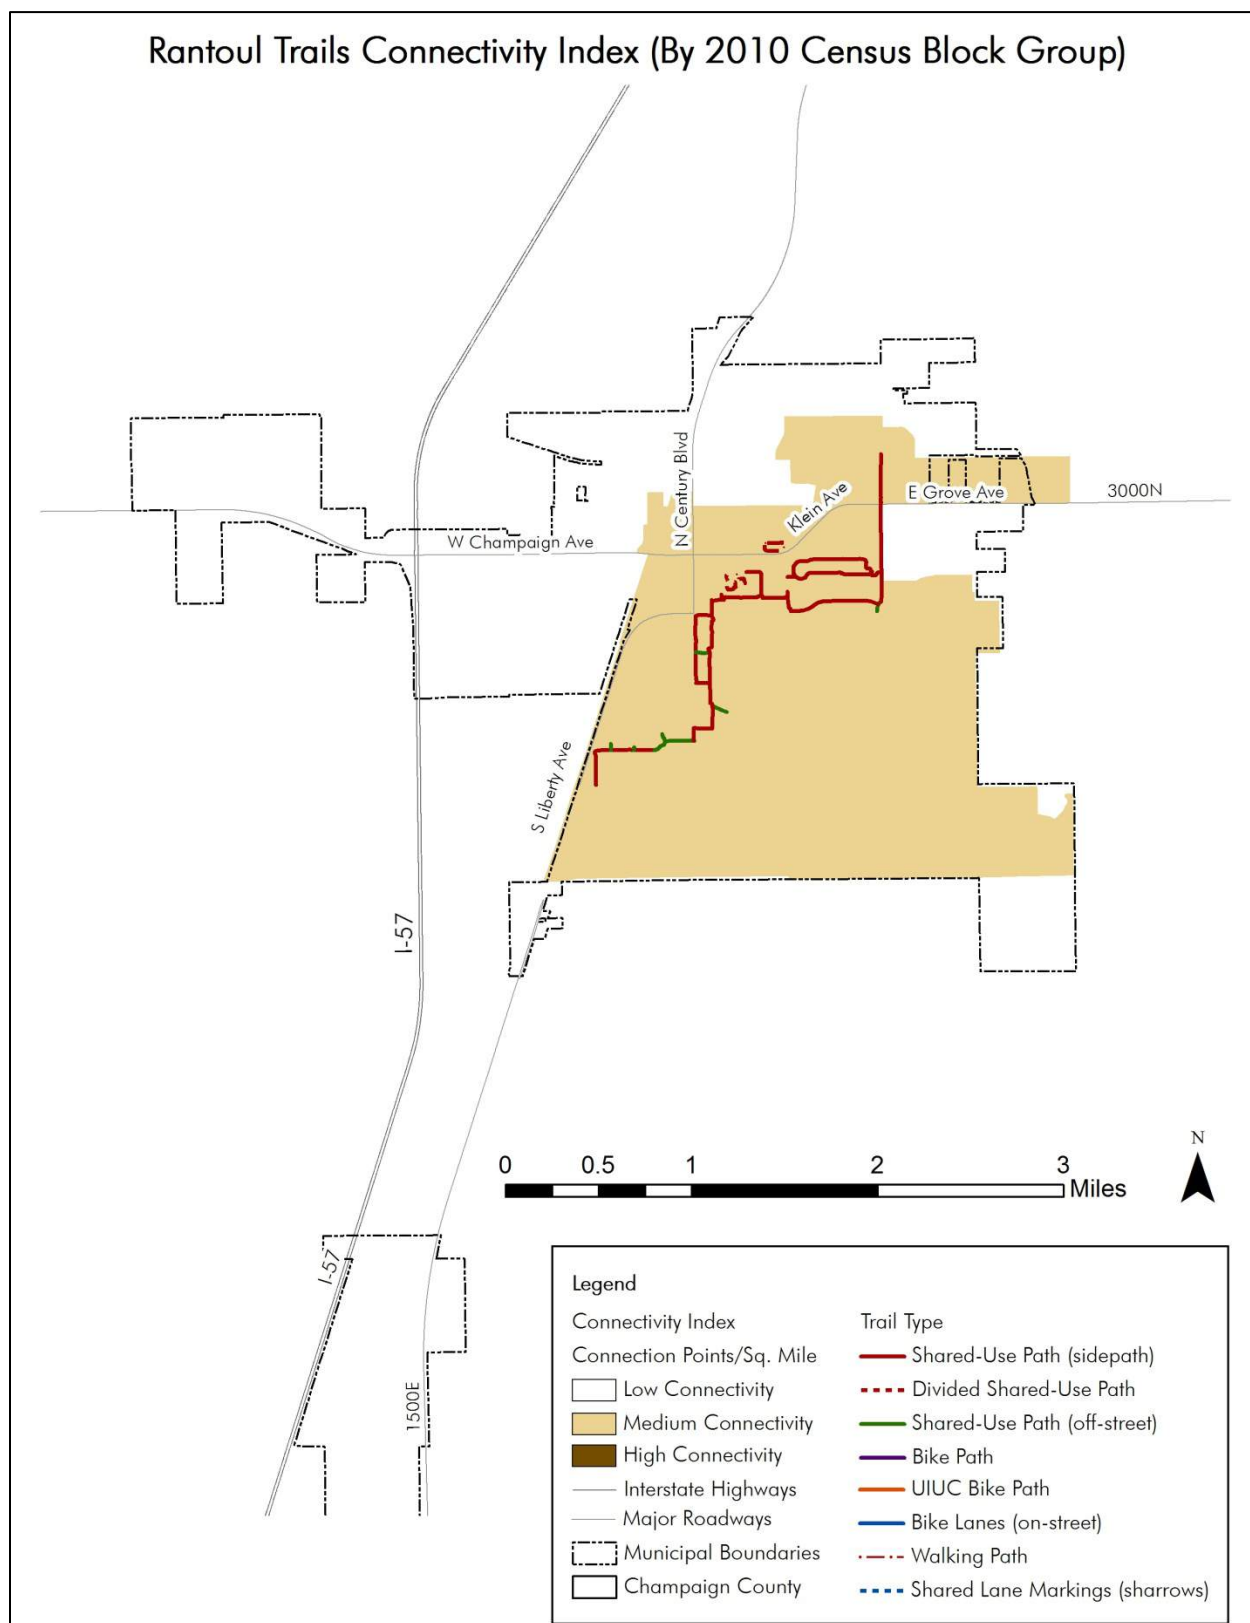 Rantoul Trails Connectivity Index (By 2010 Census Block Group)
N Century Blvd
Klein Ave
E Grove Ave
3000N
W Champaign Ave
S Liberty Ave
I-57
0 0.5 1 2 3
Miles
N
I-57
1500E
Legend
Connectivity Index
Connection Points/Sq. Mile
Low Connectivity
Medium Connectivity
High Connectivity
Interstate Highways
Major Roadways
Municipal Boundaries
Champaign County
Trail Type
Shared-Use Path (sidepath)
Divided Shared-Use Path
Shared-Use Path (off-street)
Bike Path
UIUC Bike Path
Bike Lanes (on-street)
Walking Path
Shared Lane Markings (sharrows)